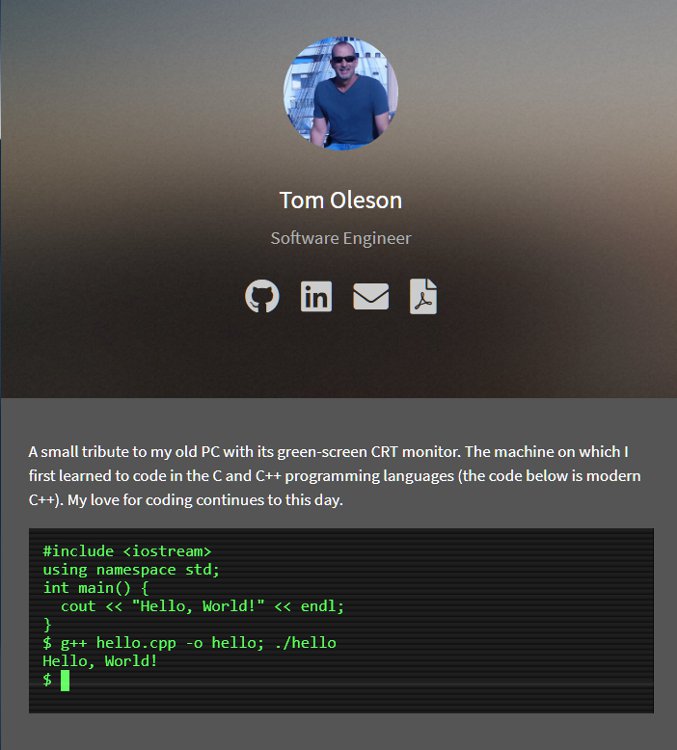 Tom Oleson
Software Engineer
in
A small tribute to my old PC with its green-screen CRT monitor. The machine on which I
first learned to code in the C and C++ programming languages (the code below is modern
C++). My love for coding continues to this day.
#include <iostream>
using namespace std;
int main() {
  cout << "Hello, World!" << endl;
}
$ g++ hello.cpp -o hello; ./hello
Hello, World!
$